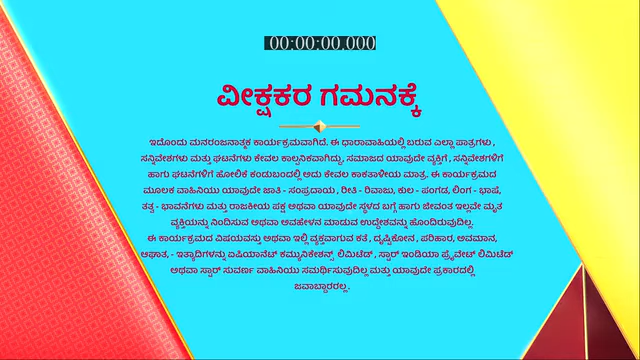 00:00:00.000
ವೀಕ್ಷಕರ ಗಮನಕ್ಕೆ
ಇದೊಂದು ಮನರಂಜನಾತ್ಮಕ ಕಾರ್ಯಕ್ರಮವಾಗಿದೆ. ಈ ಧಾರಾವಾಹಿಯಲ್ಲಿ ಬರುವ ಎಲ್ಲಾ ಪಾತ್ರಗಳು ,
ಸನ್ನಿವೇಶಗಳು ಮತ್ತು ಘಟನೆಗಳು ಕೇವಲ ಕಾಲ್ಪನಿಕವಾಗಿದ್ದು, ಸಮಾಜದ ಯಾವುದೇ ವ್ಯಕ್ತಿಗೆ , ಸನ್ನಿವೇಶಗಳಿಗೆ
ಹಾಗು ಘಟನೆಗಳಿಗೆ ಹೋಲಿಕೆ ಕಂಡುಬಂದಲ್ಲಿ ಅದು ಕೇವಲ ಕಾಕತಾಳೀಯ ಮಾತ್ರ. ಈ ಕಾರ್ಯಕ್ರಮದ
ಮೂಲಕ ವಾಹಿನಿಯು ಯಾವುದೇ ಜಾತಿ - ಸಂಪ್ರದಾಯ , ರೀತಿ - ರಿವಾಜು, ಕುಲ - ಪಂಗಡ, ಲಿಂಗ - ಭಾಷೆ,
ತತ್ವ - ಭಾವನೆಗಳು ಮತ್ತು ರಾಜಕೀಯ ಪಕ್ಷ ಅಥವಾ ಯಾವುದೇ ಸ್ಥಳದ ಬಗ್ಗೆ ಹಾಗು ಜೀವಂತ ಇಲ್ಲವೇ ಮೃತ
ವ್ಯಕ್ತಿಯನ್ನು ನಿಂದಿಸುವ ಅಥವಾ ಅವಹೇಳನ ಮಾಡುವ ಉದ್ದೇಶವನ್ನು ಹೊಂದಿರುವುದಿಲ್ಲ.
ಈ ಕಾರ್ಯಕ್ರಮದ ವಿಷಯವಸ್ತು ಅಥವಾ ಇಲ್ಲಿ ವ್ಯಕ್ತವಾಗುವ ಕತೆ , ದೃಷ್ಟಿಕೋನ , ಪರಿಹಾರ, ಅವಮಾನ,
ಆಘಾತ, - ಇತ್ಯಾದಿಗಳನ್ನು ಏಷಿಯಾನೆಟ್ ಕಮ್ಯುನಿಕೇಶನ್ಸ್ ಲಿಮಿಟೆಡ್ , ಸ್ಟಾರ್ ಇಂಡಿಯಾ ಪ್ರೈವೇಟ್ ಲಿಮಿಟೆಡ್
ಅಥವಾ ಸ್ಟಾರ್ ಸುವರ್ಣ ವಾಹಿನಿಯು ಸಮರ್ಥಿಸುವುದಿಲ್ಲ ಮತ್ತು ಯಾವುದೇ ಪ್ರಕಾರದಲ್ಲಿ
ಜವಾಬ್ದಾರರಲ್ಲ.